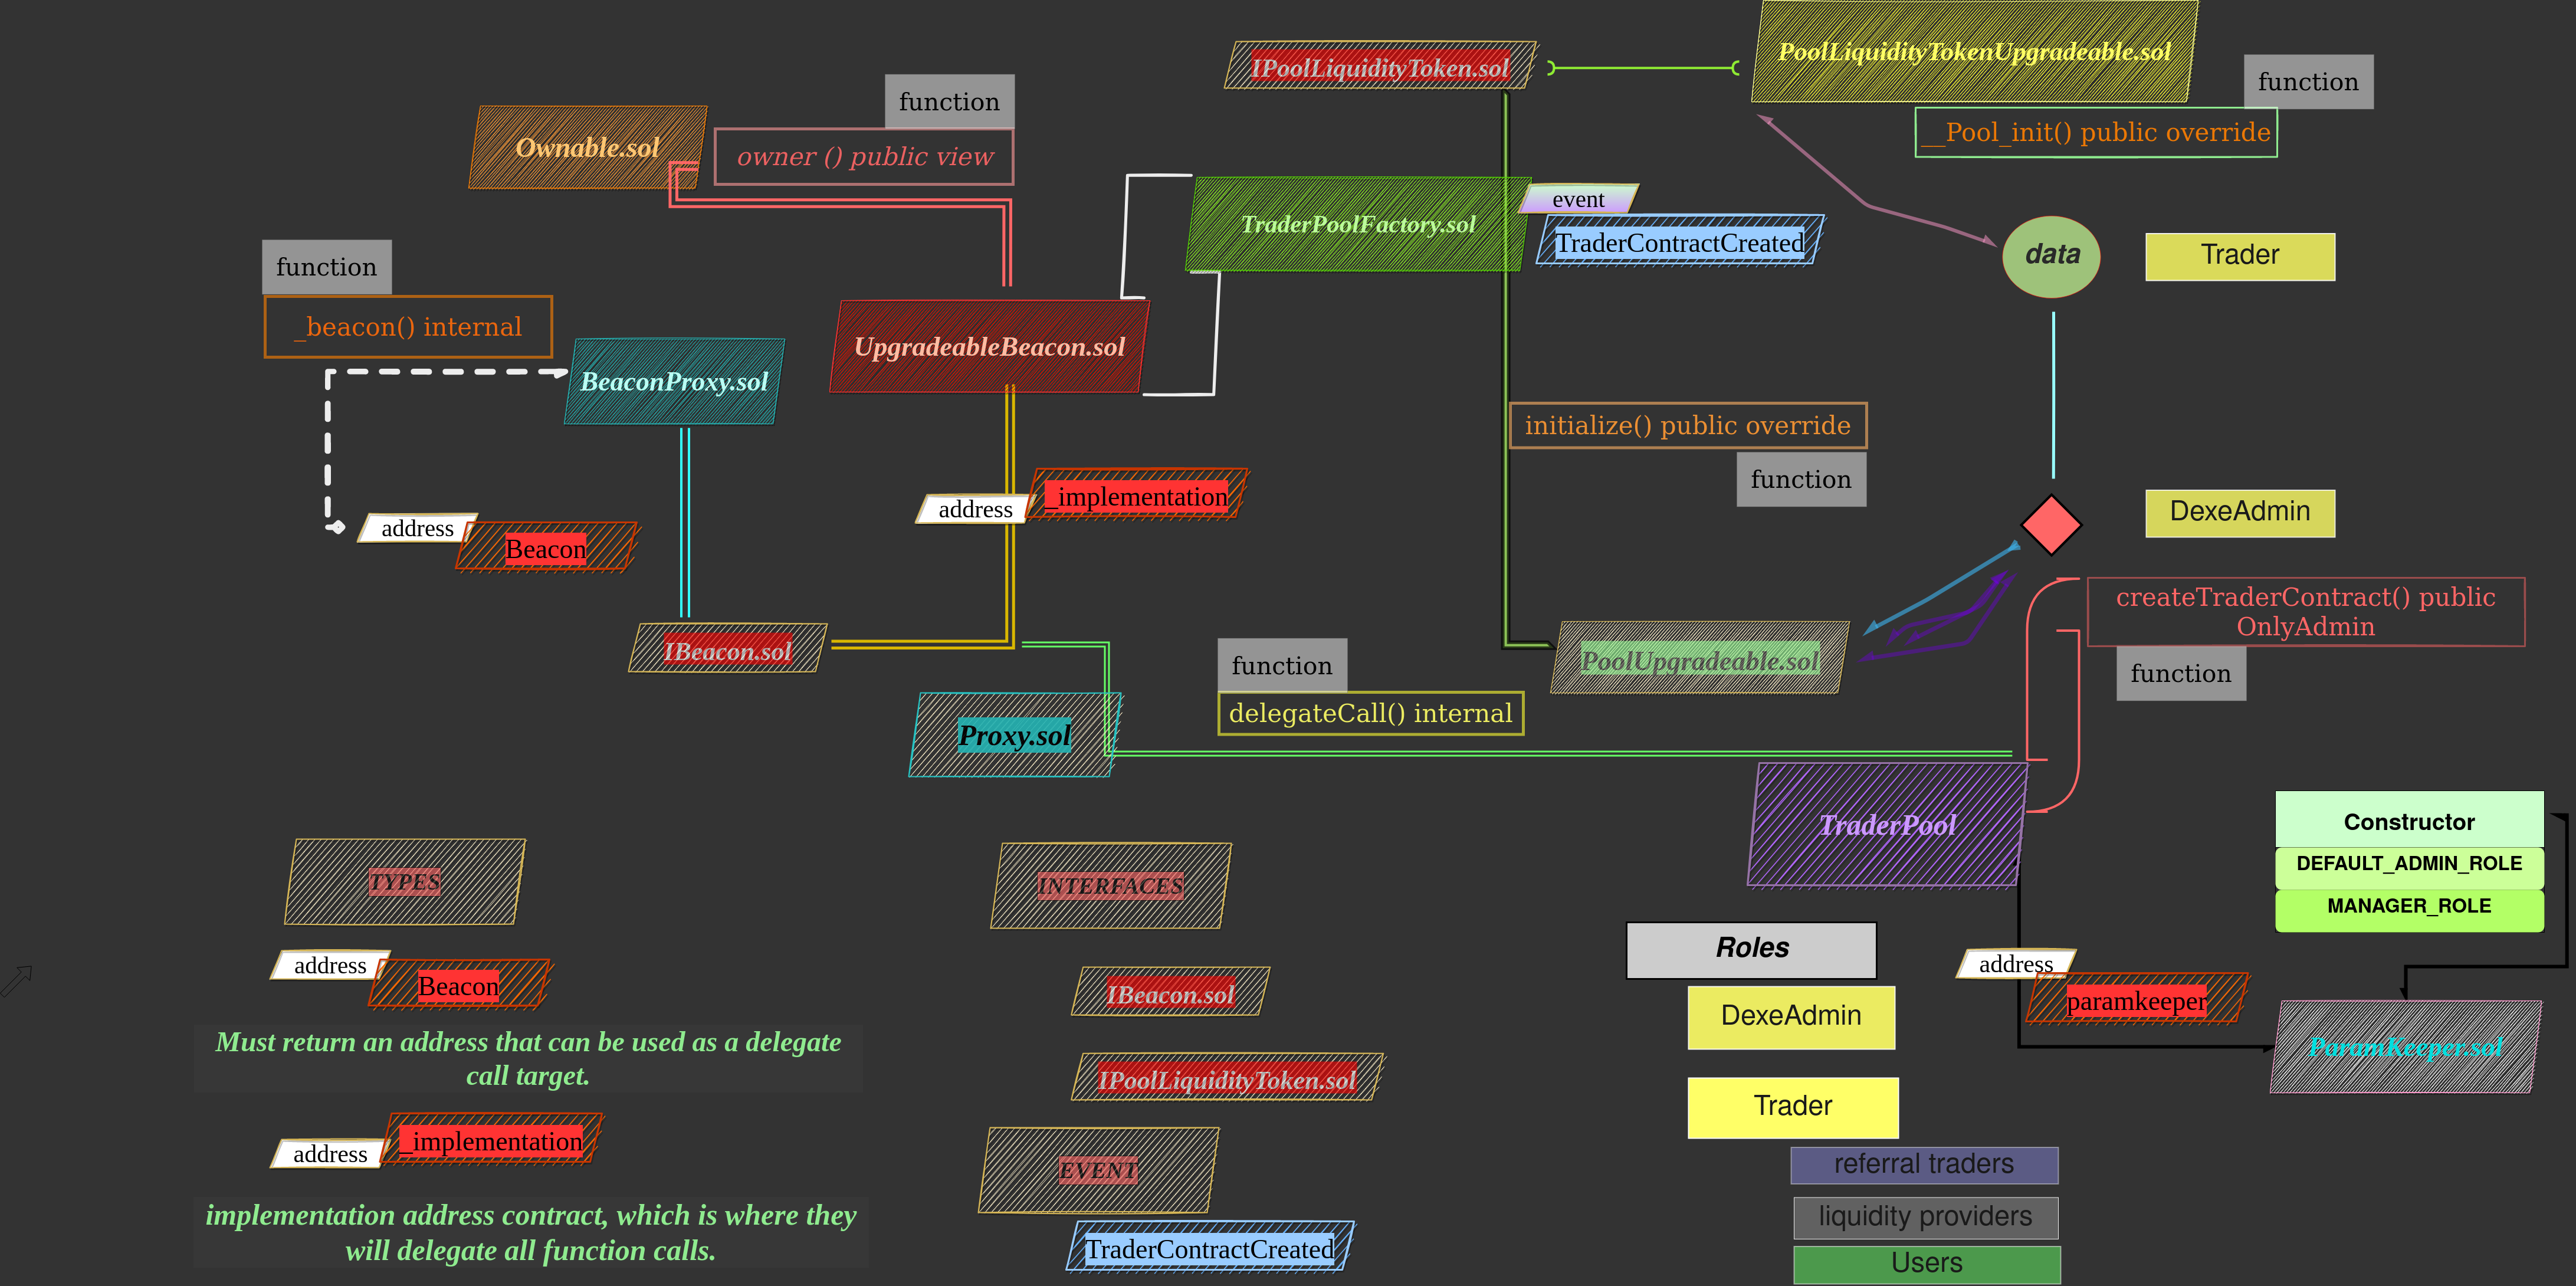 IPoolLiquidityToken.sol
PoolLiquidityTokenUpgradeable.sol
function
__Pool_init() public override
function
owner () public view
Ownable.sol
TraderPoolFactory.sol
event
TraderContractCreated
data
Trader
function
_beacon() internal
BeaconProxy.sol
UpgradeableBeacon.sol
initialize() public override
function
address
_implementation
address
Beacon
DexeAdmin
createTraderContract() public
OnlyAdmin
function
IBeacon.sol
PoolUpgradeable.sol
function
delegateCall() internal
Proxy.sol
TraderPool
Constructor
DEFAULT_ADMIN_ROLE
MANAGER_ROLE
address
paramkeeper
ParamKeeper.sol
TYPES
address
Beacon
Must return an address that can be used as a delegate
call target.
address
_implementation
implementation address contract, which is where they
will delegate all function calls.
INTERFACES
IBeacon.sol
IPoolLiquidityToken.sol
EVENT
TraderContractCreated
Roles
DexeAdmin
Trader
referral traders
liquidity providers
Users